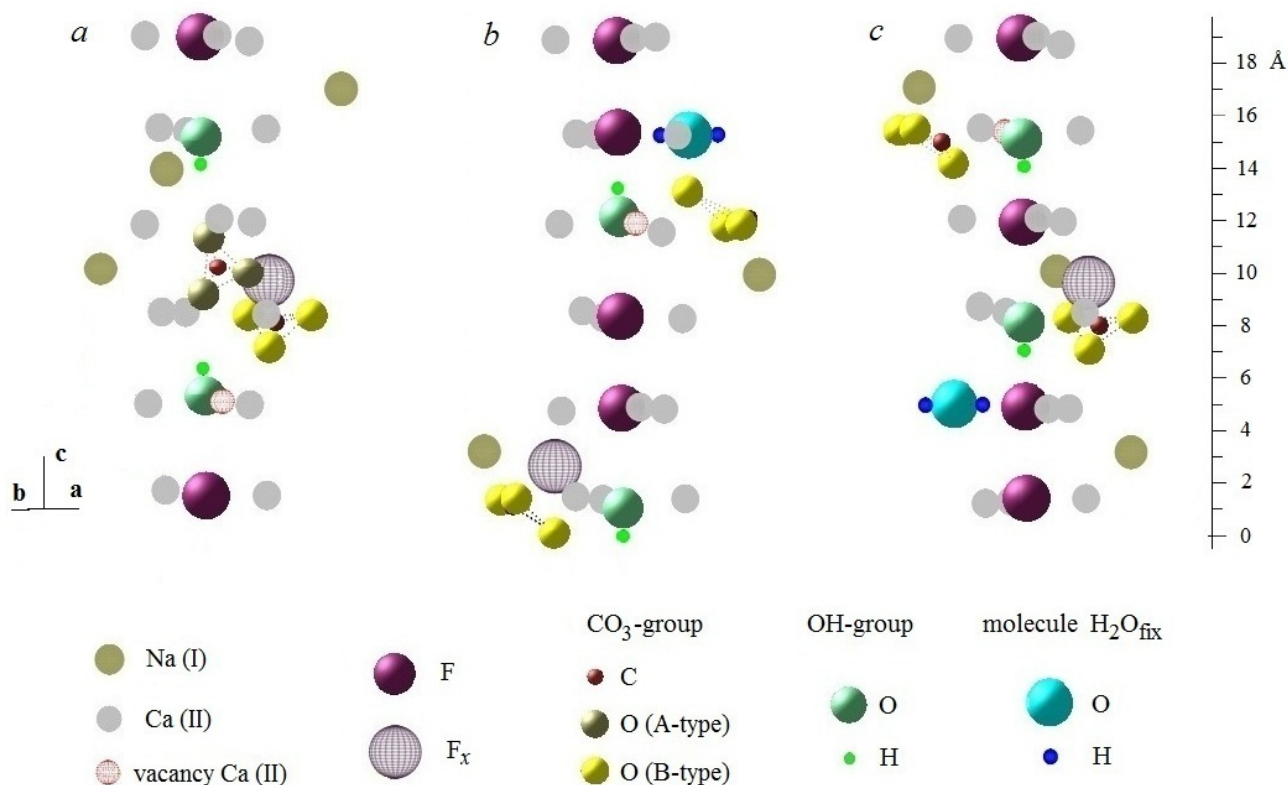 a b c
18 Å
16
14
12
10
8
6
4
2
0
c
b a
CO3-group OH-group molecule H2Ofix
Na (I) F C O O
Ca (II) O (A-type) H H
vacancy Ca (II) Fx O (B-type)